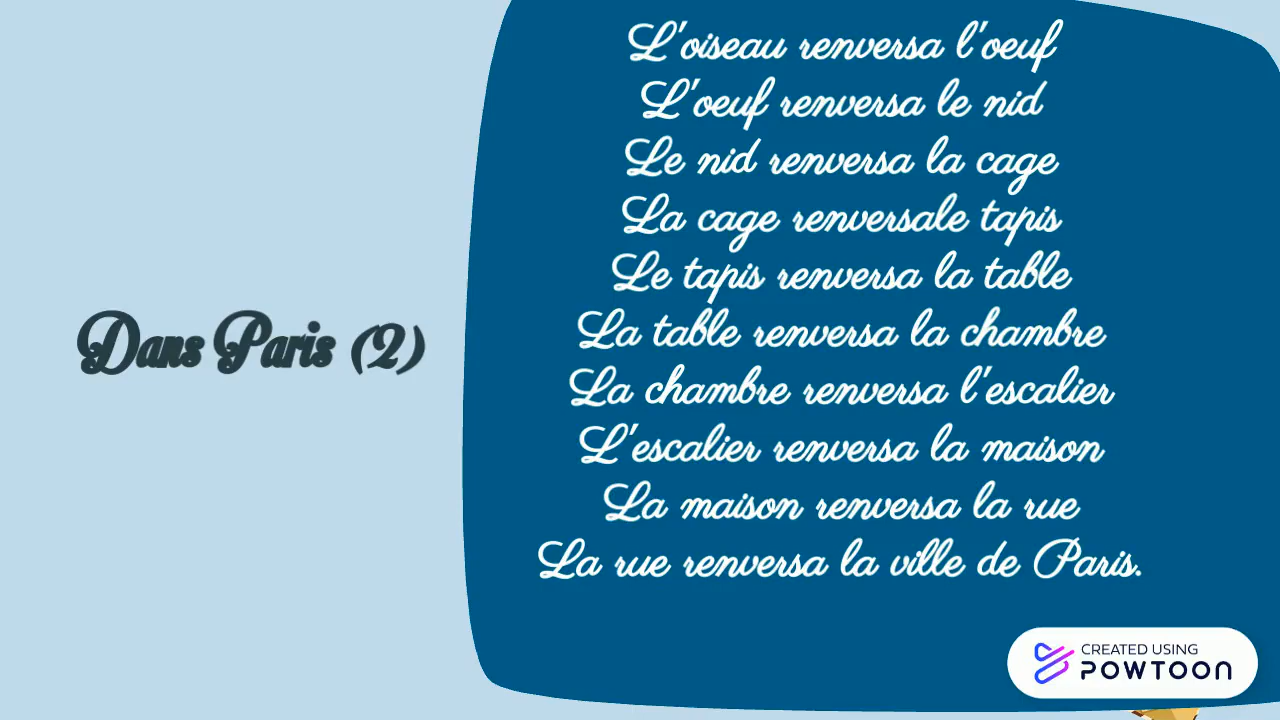 Dans Paris (2)
L'oiseau renversa l'oeuf
L'oeuf renversa le nid
Le nid renversa la cage
La cage renversale tapis
Le tapis renversa la table
La table renversa la chambre
La chambre renversa l'escalier
L'escalier renversa la maison
La maison renversa la rue
La rue renversa la ville de Paris.
CREATED USING
POWTOON